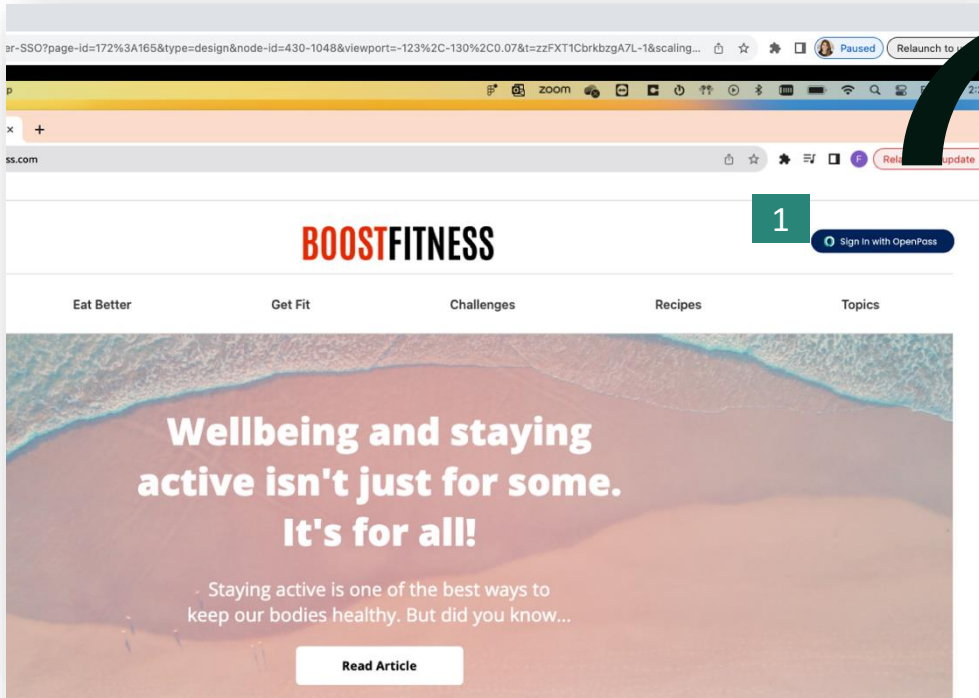 er-SSO?page-id=172%3A165&type=design&node-id=430-1048&viewport=-123%2C-130%2C0.07&t=zzFXT1CbrkbzgA7L-1&scaling... Paused Relaunch to
p zoom 2:
ss.com update
BOOSTFITNESS
1
Sign In with OpenPass
Eat Better Get Fit Challenges Recipes Topics
Wellbeing and staying
active isn't just for some.
It's for all!
Staying active is one of the best ways to
keep our bodies healthy. But did you know...
Read Article